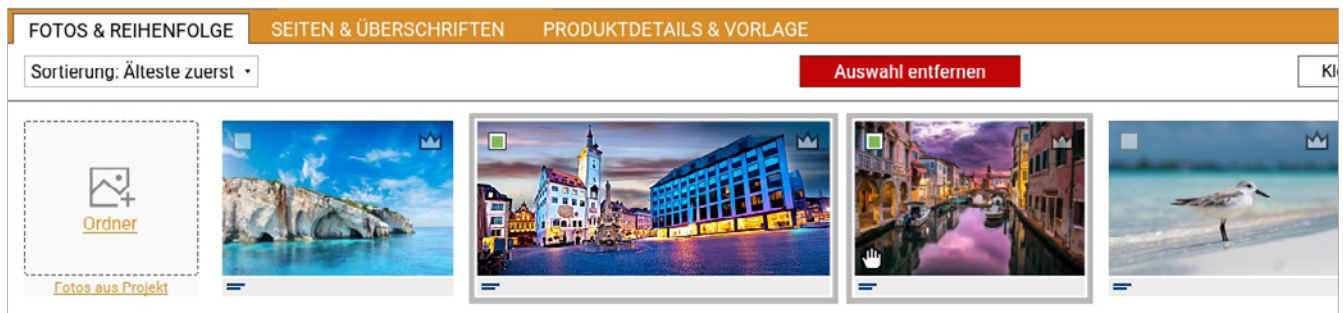 FOTOS & REIHENFOLGE
SEITEN & ÜBERSCHRIFTEN
PRODUKTDETAILS & VORLAGE
Sortierung: Älteste zuerst
Auswahl entfernen
Ordner
Fotos aus Projekt